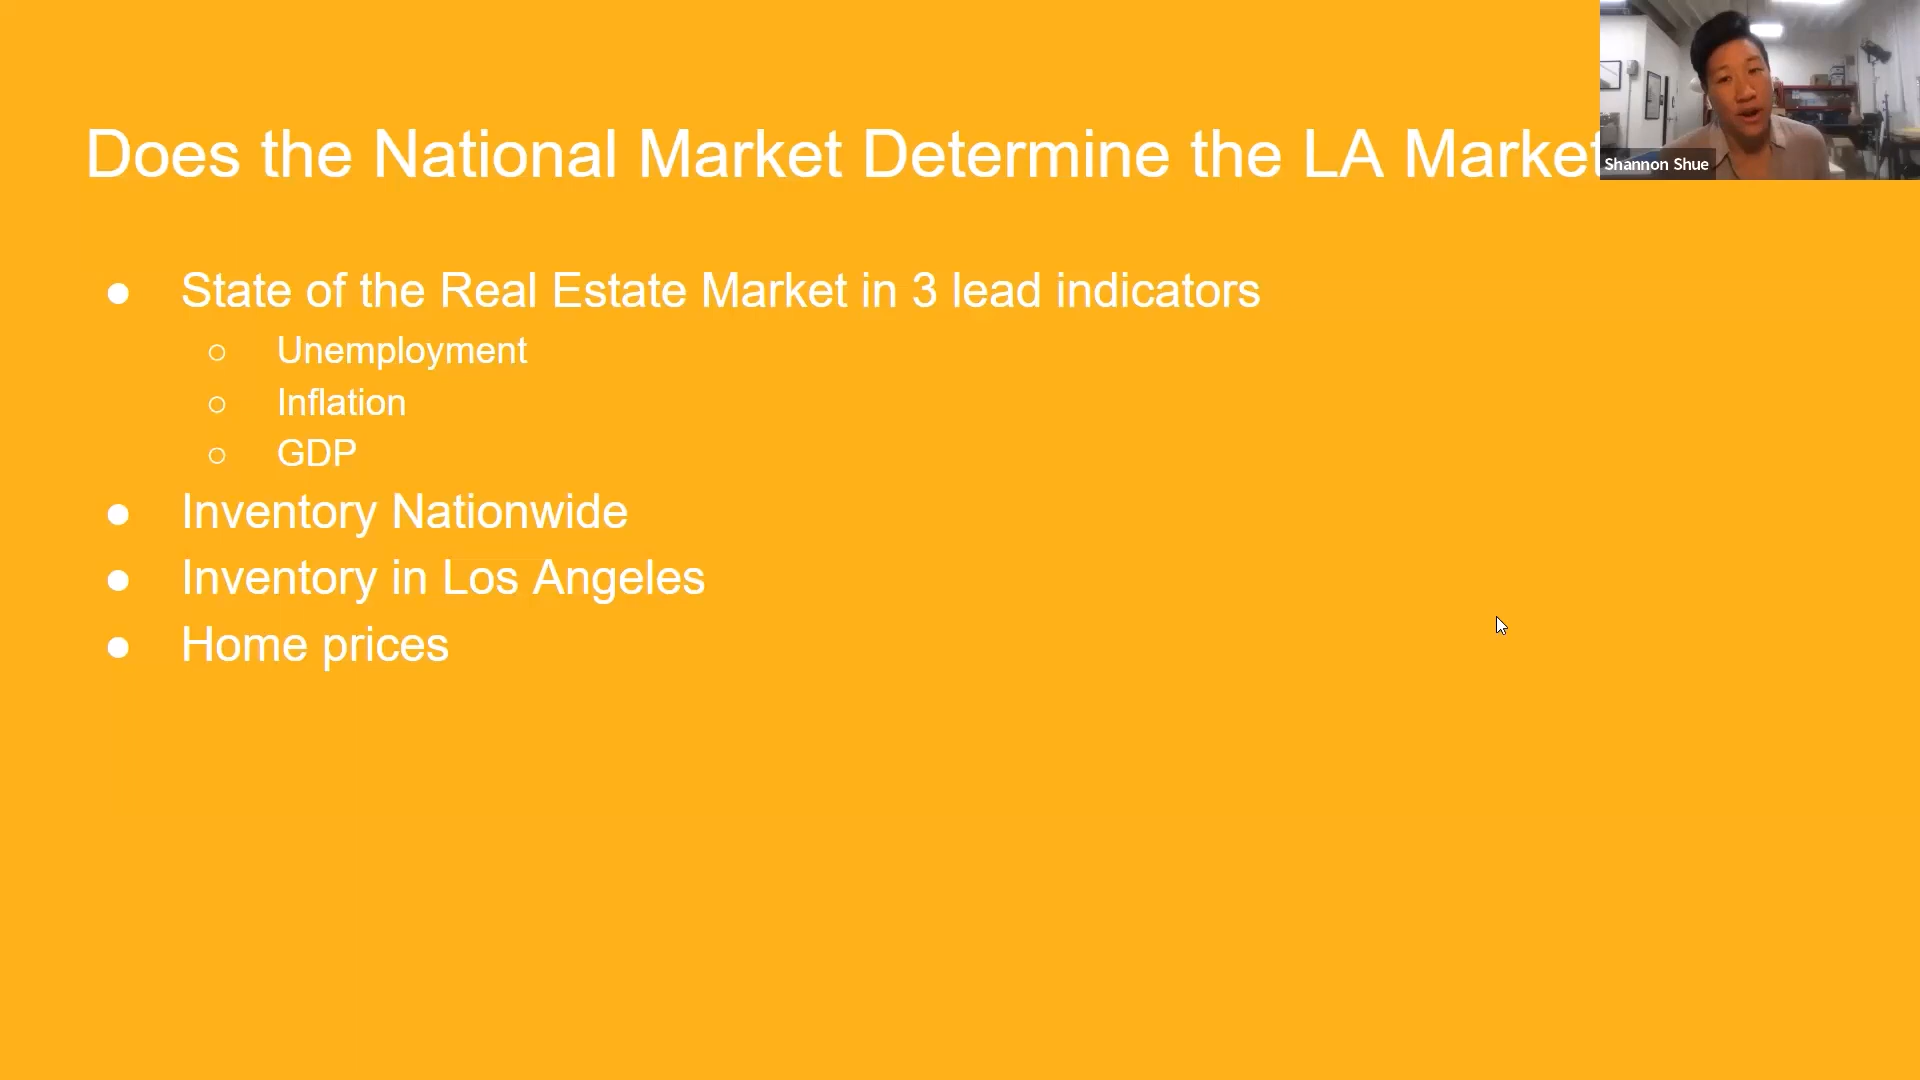 Does the National Market Determine the LA Market
Shannon Shue
● State of the Real Estate Market in 3 lead indicators
○ Unemployment
○ Inflation
○ GDP
● Inventory Nationwide
● Inventory in Los Angeles
● Home prices